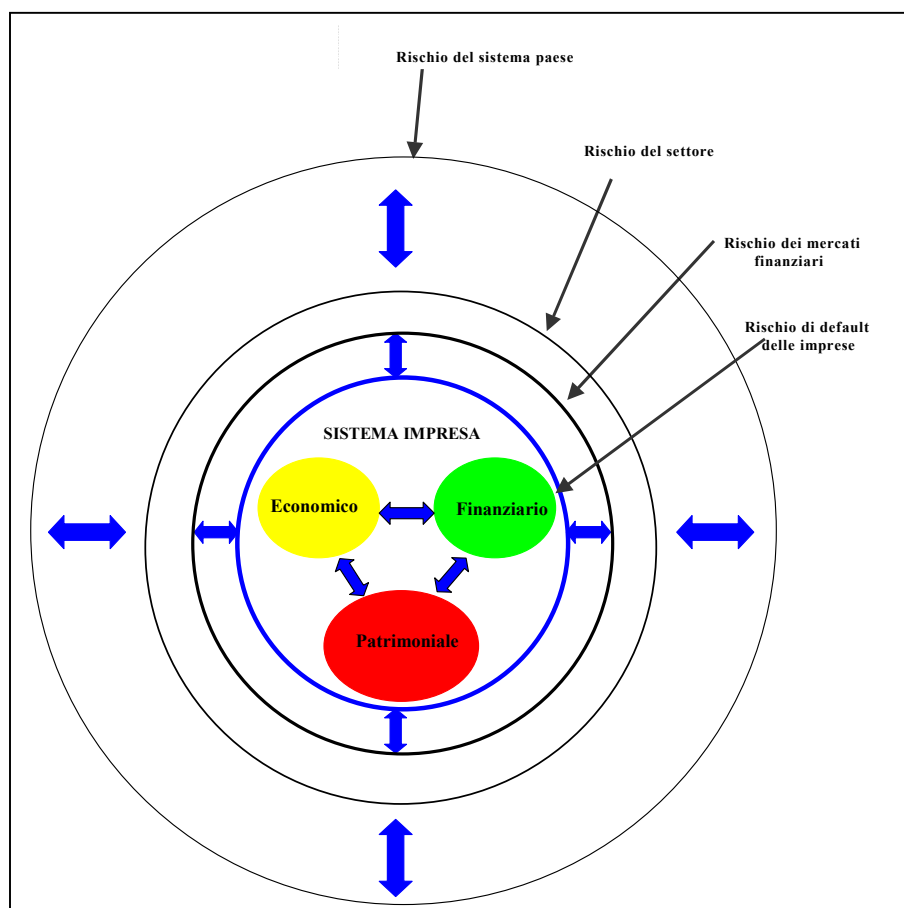 Rischio del sistema paese
Rischio del settore
Rischio dei mercati
finanziari
Rischio di default
delle imprese
SISTEMA IMPRESA
Economico
Finanziario
Patrimoniale